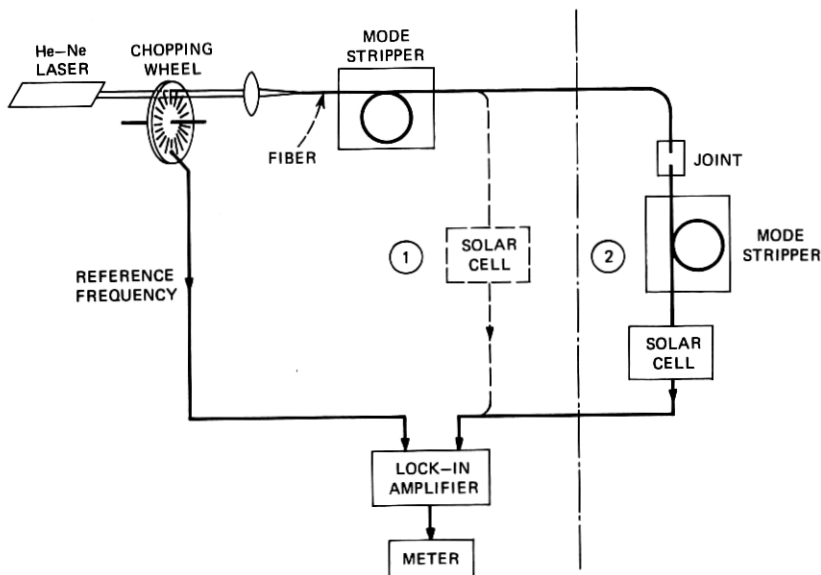 He–Ne
LASER
CHOPPING
WHEEL
MODE
STRIPPER
FIBER
JOINT
1
SOLAR
CELL
2
MODE
STRIPPER
REFERENCE
FREQUENCY
SOLAR
CELL
LOCK–IN
AMPLIFIER
METER